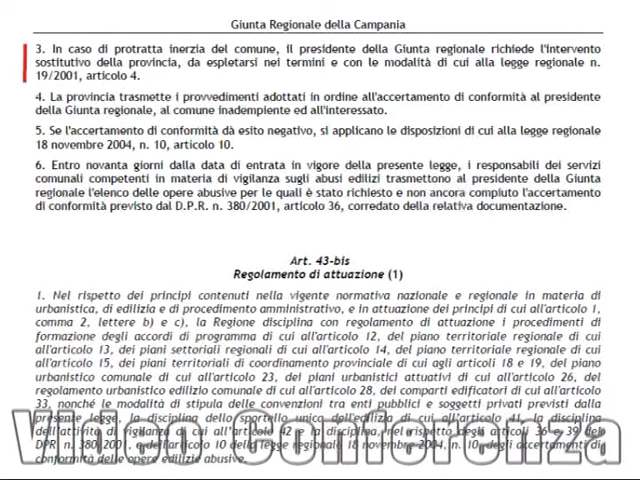 Giunta Regionale della Campania
3. In caso di protratta inerzia del comune, il presidente della Giunta regionale richiede l'intervento
sostitutivo della provincia, da espletarsi nei termini e con le modalità di cui alla legge regionale n.
19/2001, articolo 4.
4. La provincia trasmette i provvedimenti adottati in ordine all'accertamento di conformità al presidente
della Giunta regionale, al comune inadempiente ed all'interessato.
5. Se l'accertamento di conformità dà esito negativo, si applicano le disposizioni di cui alla legge regionale
18 novembre 2004, n. 10, articolo 10.
6. Entro novanta giorni dalla data di entrata in vigore della presente legge, i responsabili dei servizi
comunali competenti in materia di vigilanza sugli abusi edilizi trasmettono al presidente della Giunta
regionale l'elenco delle opere abusive per le quali è stato richiesto e non ancora compiuto l'accertamento
di conformità previsto dal D.P.R. n. 380/2001, articolo 36, corredato della relativa documentazione.
Art. 43-bis
Regolamento di attuazione (1)
1. Nel rispetto dei principi contenuti nella vigente normativa nazionale e regionale in materia di
urbanistica, di edilizia e di procedimento amministrativo, e in attuazione dei principi di cui all'articolo 1,
comma 2, lettere b) e c), la Regione disciplina con regolamento di attuazione i procedimenti di
formazione degli accordi di programma di cui all'articolo 12, del piano territoriale regionale di cui
all'articolo 13, dei piani settoriali regionali di cui all'articolo 14, del piano territoriale regionale di cui
all'articolo 15, dei piani territoriali di coordinamento provinciale di cui agli articoli 18 e 19, del piano
urbanistico comunale di cui all'articolo 23, dei piani urbanistici attuativi di cui all'articolo 26, del
regolamento urbanistico edilizio comunale di cui all'articolo 28, dei comparti edificatori di cui all'articolo
33, nonché le modalità di stipula delle convenzioni tra enti pubblici e soggetti privati previsti dalla
presente legge, la disciplina dello sportello unico dell'edilizia di cui all'articolo 41, la disciplina
dell'attività di vigilanza di cui all'articolo 42 e la disciplina, nel rispetto degli articoli 36 e 39 del
DPR n. 380/2001, e dell'articolo 10 della legge regionale 18 novembre 2004, n. 10, degli accertamenti di
conformità delle opere edilizie abusive.
Video Conferenza